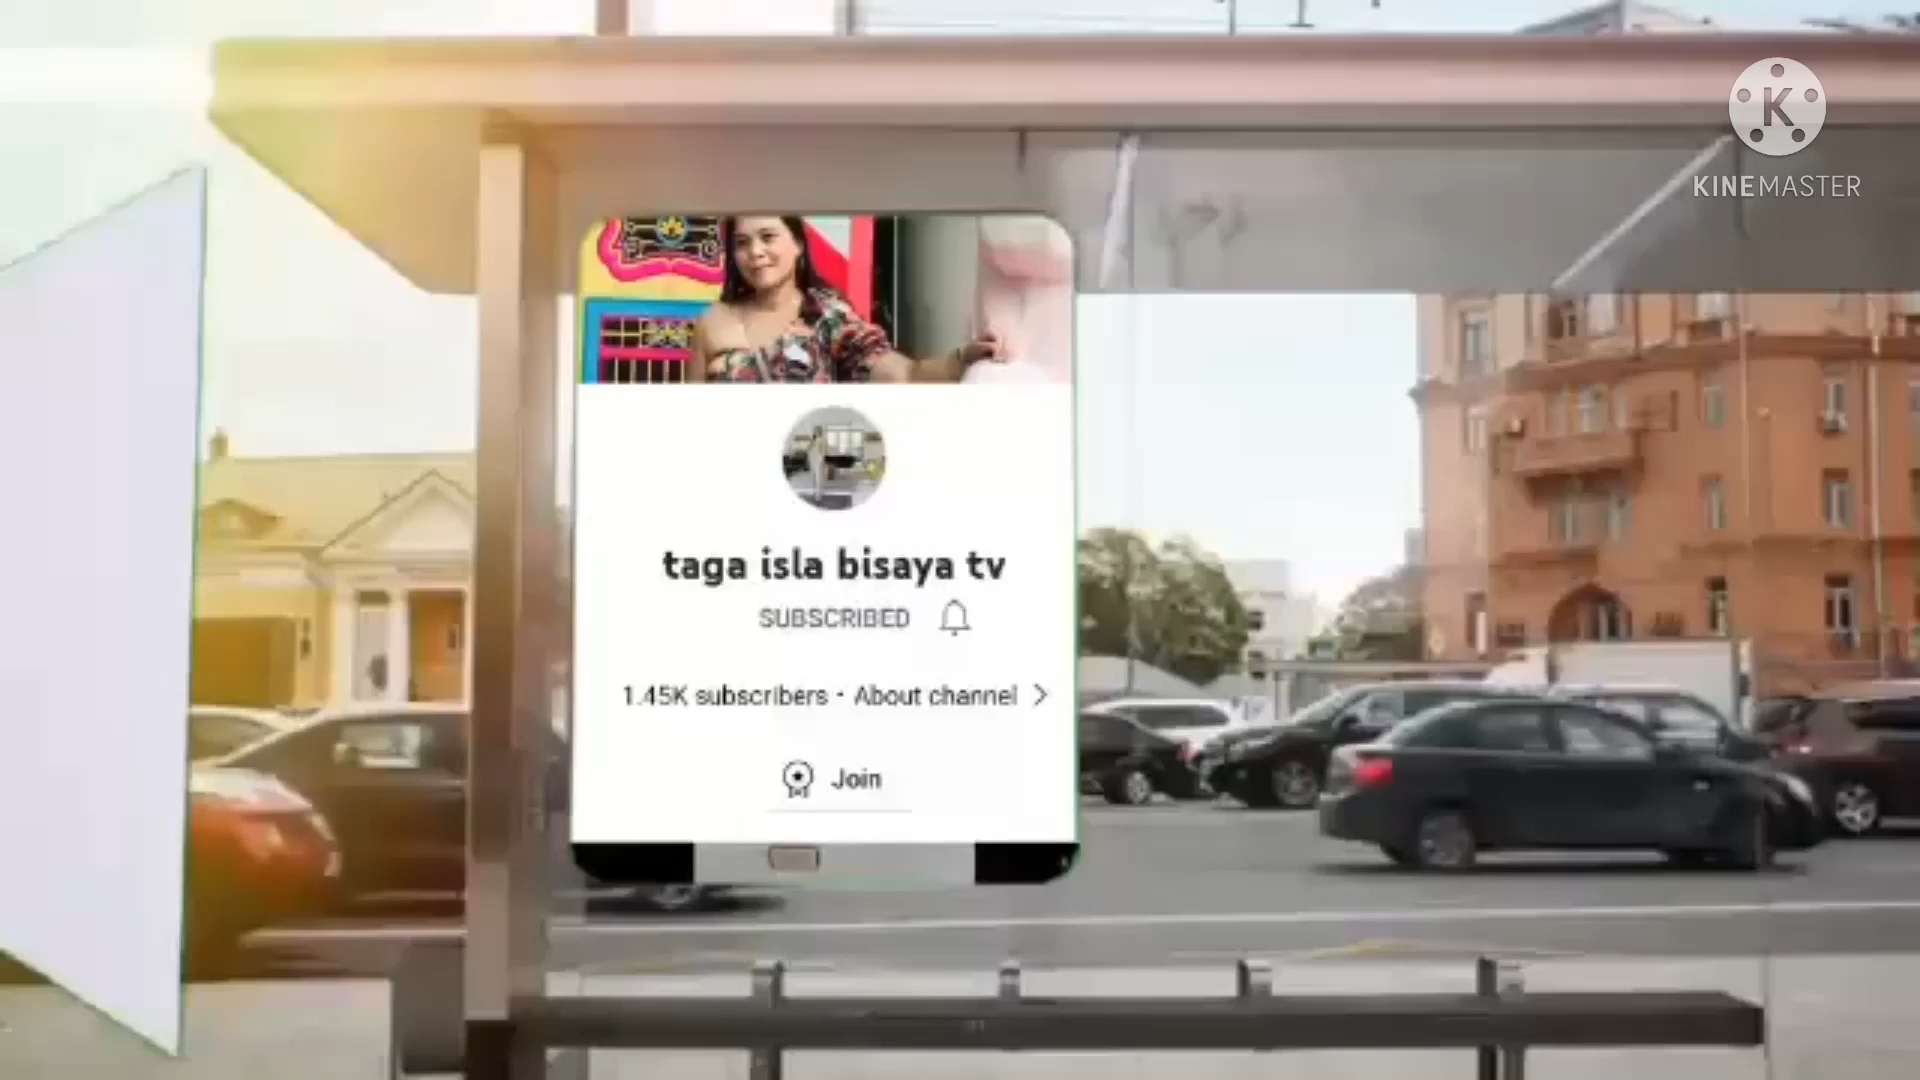 K
KINEMASTER
taga isla bisaya tv
SUBSCRIBED
1.45K subscribers • About channel
Join